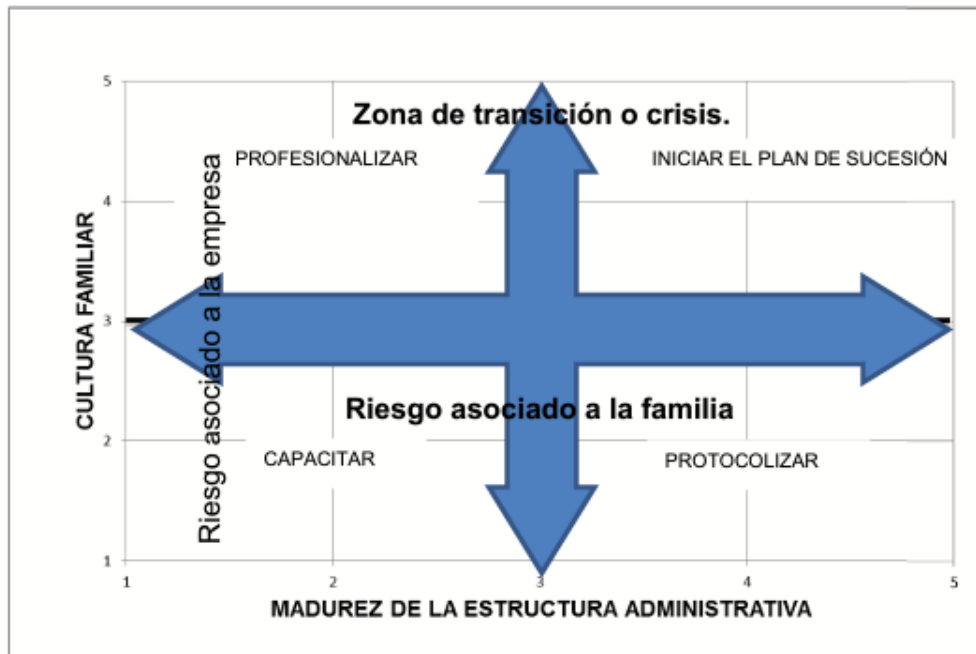 5
Zona de transición o crisis.
PROFESIONALIZAR
INICIAR EL PLAN DE SUCESIÓN
4
CULTURA FAMILIAR
Riesgo asociado a la empresa
3
Riesgo asociado a la familia
2
CAPACITAR
PROTOCOLIZAR
1
1 2 3 4 5
MADUREZ DE LA ESTRUCTURA ADMINISTRATIVA